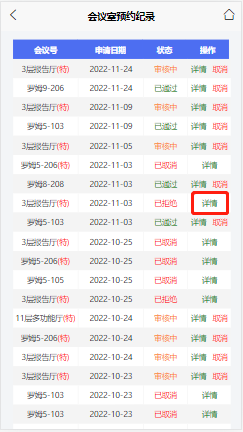 会议室预约纪录
会议号 申请日期 状态 操作
3层报告厅(特) 2022-11-24 审核中 详情 取消
罗姆9-206 2022-11-24 已通过 详情 取消
3层报告厅(特) 2022-11-09 审核中 详情 取消
罗姆5-103 2022-11-09 已通过 详情 取消
3层报告厅(特) 2022-11-05 审核中 详情 取消
罗姆5-206(特) 2022-11-03 已取消 详情
罗姆8-208 2022-11-03 已通过 详情 取消
3层报告厅(特) 2022-11-03 已拒绝 详情
罗姆5-103 2022-11-03 已通过 详情 取消
3层报告厅(特) 2022-10-25 已取消 详情
罗姆5-206(特) 2022-10-25 已取消 详情
罗姆5-105 2022-10-25 已取消 详情
3层报告厅(特) 2022-10-25 已拒绝 详情
11层多功能厅(特) 2022-10-24 审核中 详情 取消
罗姆5-206(特) 2022-10-24 审核中 详情 取消
3层报告厅(特) 2022-10-24 审核中 详情 取消
3层报告厅(特) 2022-10-23 审核中 详情 取消
罗姆5-103 2022-10-23 已取消 详情
罗姆5-103 2022-10-23 已取消 详情